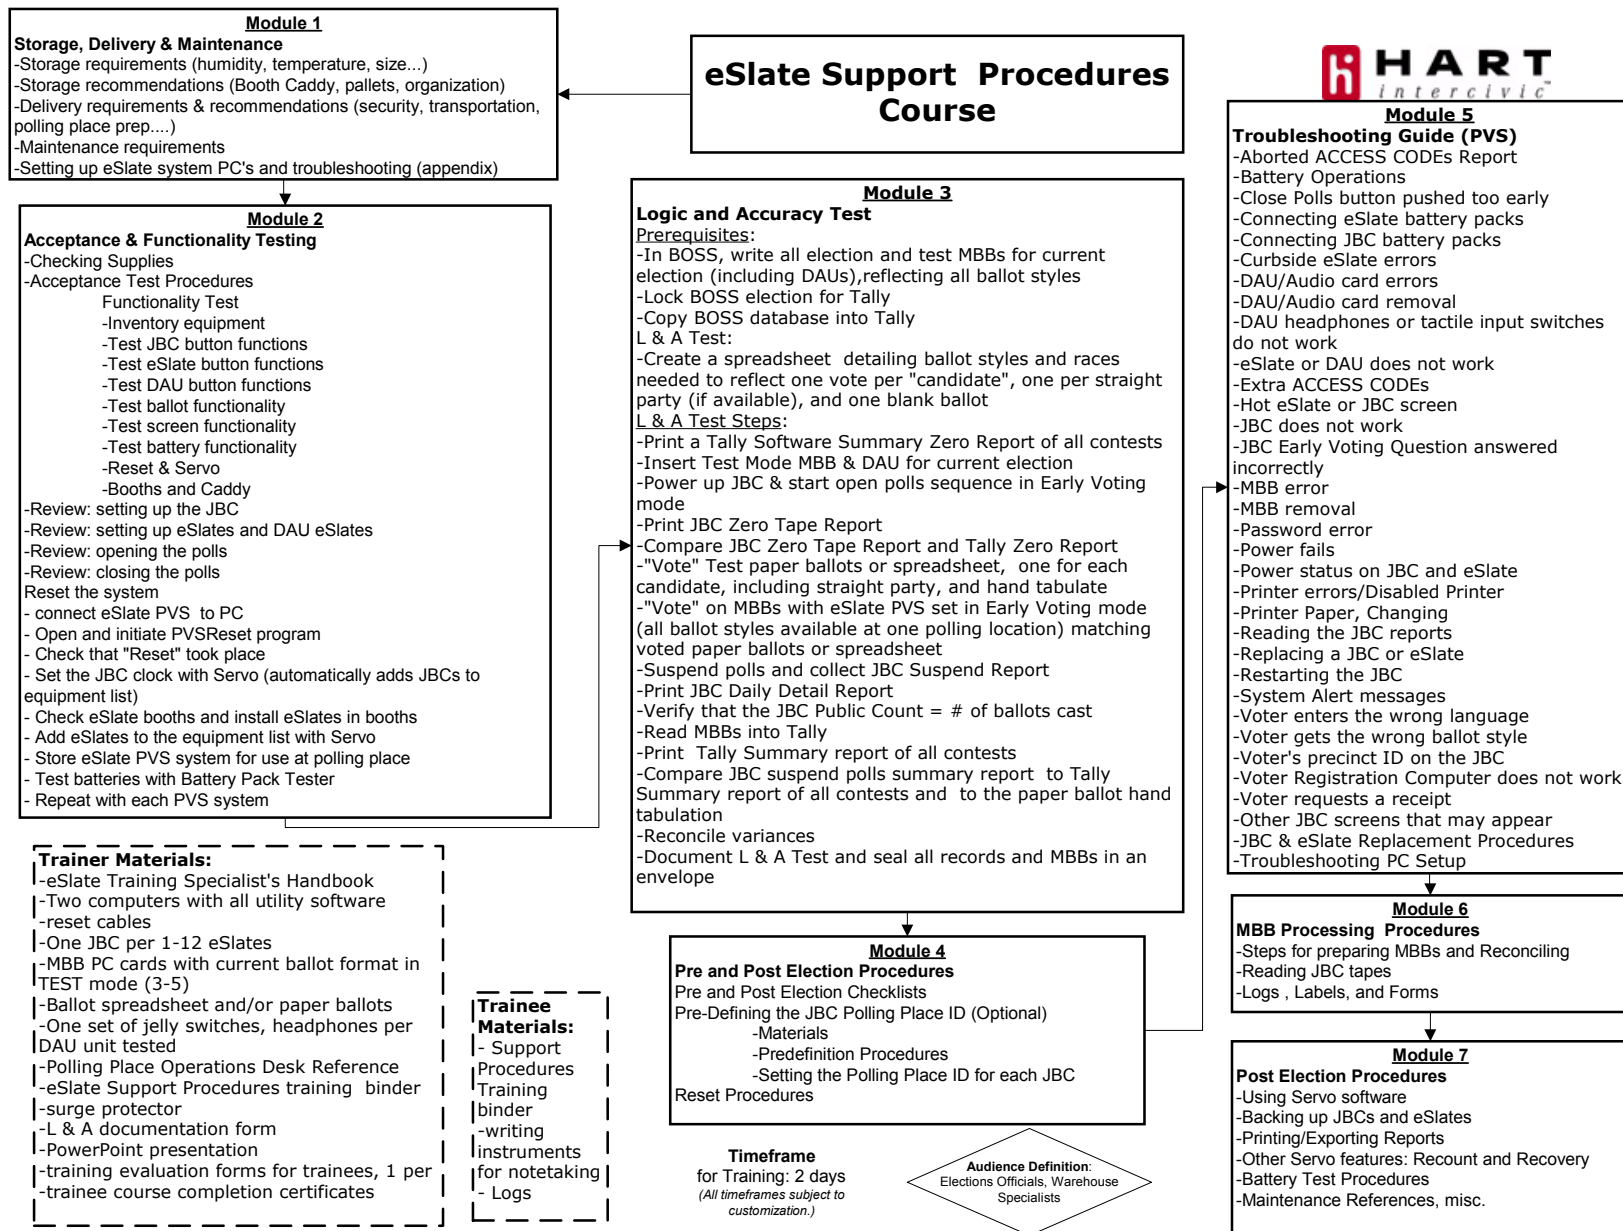 eSlate Support Procedures
Course
HART
intercivic™
Module 1
Storage, Delivery & Maintenance
-Storage requirements (humidity, temperature, size...)
-Storage recommendations (Booth Caddy, pallets, organization)
-Delivery requirements & recommendations (security, transportation,
polling place prep....)
-Maintenance requirements
-Setting up eSlate system PC's and troubleshooting (appendix)
Module 2
Acceptance & Functionality Testing
-Checking Supplies
-Acceptance Test Procedures
Functionality Test
-Inventory equipment
-Test JBC button functions
-Test eSlate button functions
-Test DAU button functions
-Test ballot functionality
-Test screen functionality
-Test battery functionality
-Reset & Servo
-Booths and Caddy
-Review: setting up the JBC
-Review: setting up eSlates and DAU eSlates
-Review: opening the polls
-Review: closing the polls
Reset the system
- connect eSlate PVS to PC
- Open and initiate PVSReset program
- Check that "Reset" took place
- Set the JBC clock with Servo (automatically adds JBCs to
equipment list)
- Check eSlate booths and install eSlates in booths
- Add eSlates to the equipment list with Servo
- Store eSlate PVS system for use at polling place
- Test batteries with Battery Pack Tester
- Repeat with each PVS system
Module 3
Logic and Accuracy Test
Prerequisites:
-In BOSS, write all election and test MBBs for current
election (including DAUs),reflecting all ballot styles
-Lock BOSS election for Tally
-Copy BOSS database into Tally
L & A Test:
-Create a spreadsheet detailing ballot styles and races
needed to reflect one vote per "candidate", one per straight
party (if available), and one blank ballot
L & A Test Steps:
-Print a Tally Software Summary Zero Report of all contests
-Insert Test Mode MBB & DAU for current election
-Power up JBC & start open polls sequence in Early Voting
mode
-Print JBC Zero Tape Report
-Compare JBC Zero Tape Report and Tally Zero Report
-"Vote" Test paper ballots or spreadsheet, one for each
candidate, including straight party, and hand tabulate
-"Vote" on MBBs with eSlate PVS set in Early Voting mode
(all ballot styles available at one polling location) matching
voted paper ballots or spreadsheet
-Suspend polls and collect JBC Suspend Report
-Print JBC Daily Detail Report
-Verify that the JBC Public Count = # of ballots cast
-Read MBBs into Tally
-Print Tally Summary report of all contests
-Compare JBC suspend polls summary report to Tally
Summary report of all contests and to the paper ballot hand
tabulation
-Reconcile variances
-Document L & A Test and seal all records and MBBs in an
envelope
Module 4
Pre and Post Election Procedures
Pre and Post Election Checklists
Pre-Defining the JBC Polling Place ID (Optional)
-Materials
-Predefinition Procedures
-Setting the Polling Place ID for each JBC
Reset Procedures
Module 5
Troubleshooting Guide (PVS)
-Aborted ACCESS CODEs Report
-Battery Operations
-Close Polls button pushed too early
-Connecting eSlate battery packs
-Connecting JBC battery packs
-Curbside eSlate errors
-DAU/Audio card errors
-DAU/Audio card removal
-DAU headphones or tactile input switches
do not work
-eSlate or DAU does not work
-Extra ACCESS CODEs
-Hot eSlate or JBC screen
-JBC does not work
-JBC Early Voting Question answered
incorrectly
-MBB error
-MBB removal
-Password error
-Power fails
-Power status on JBC and eSlate
-Printer errors/Disabled Printer
-Printer Paper, Changing
-Reading the JBC reports
-Replacing a JBC or eSlate
-Restarting the JBC
-System Alert messages
-Voter enters the wrong language
-Voter gets the wrong ballot style
-Voter's precinct ID on the JBC
-Voter Registration Computer does not work
-Voter requests a receipt
-Other JBC screens that may appear
-JBC & eSlate Replacement Procedures
-Troubleshooting PC Setup
Module 6
MBB Processing Procedures
-Steps for preparing MBBs and Reconciling
-Reading JBC tapes
-Logs , Labels, and Forms
Module 7
Post Election Procedures
-Using Servo software
-Backing up JBCs and eSlates
-Printing/Exporting Reports
-Other Servo features: Recount and Recovery
-Battery Test Procedures
-Maintenance References, misc.
Trainer Materials:
-eSlate Training Specialist's Handbook
-Two computers with all utility software
-reset cables
-One JBC per 1-12 eSlates
-MBB PC cards with current ballot format in
TEST mode (3-5)
-Ballot spreadsheet and/or paper ballots
-One set of jelly switches, headphones per
DAU unit tested
-Polling Place Operations Desk Reference
-eSlate Support Procedures training binder
-surge protector
-L & A documentation form
-PowerPoint presentation
-training evaluation forms for trainees, 1 per
-trainee course completion certificates
Trainee
Materials:
- Support
Procedures
Training
binder
-writing
instruments
for notetaking
- Logs
Timeframe
for Training: 2 days
(All timeframes subject to
customization.)
Audience Definition:
Elections Officials, Warehouse
Specialists